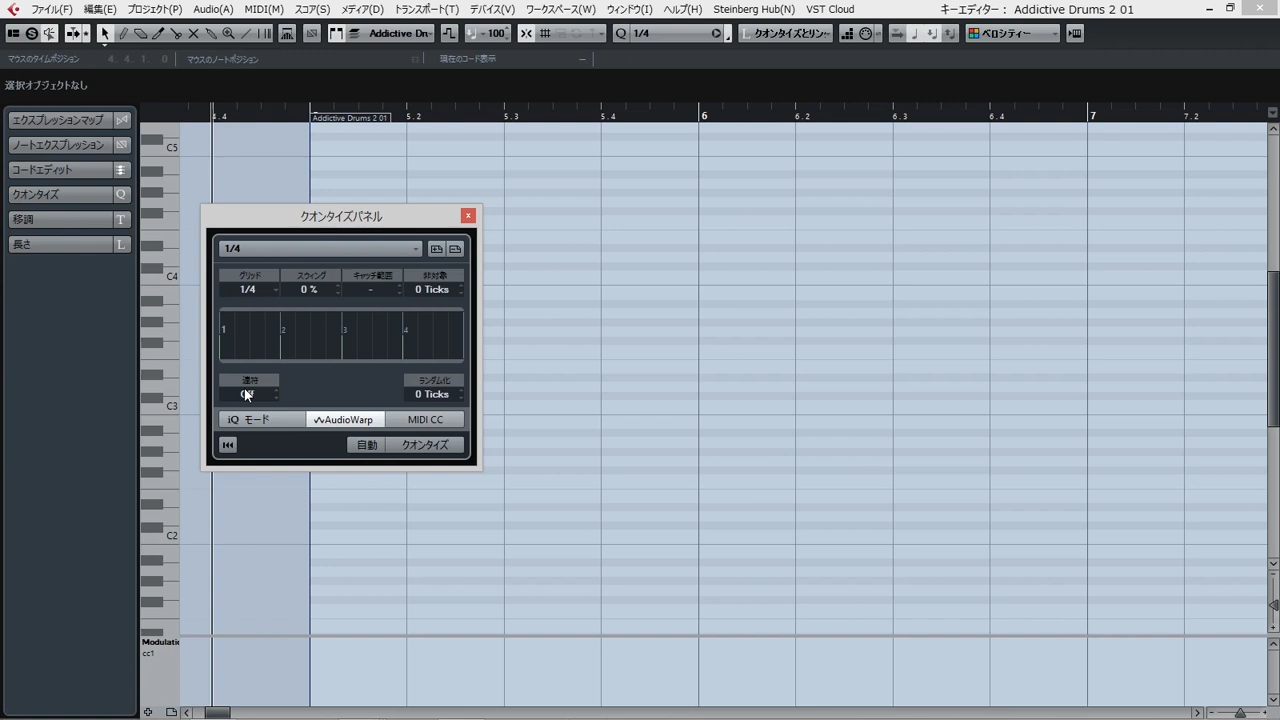 ファイル(F) 編集(E) プロジェクト(P) Audio(A) MIDI(M) スコア(S) メディア(D) トランスポート(T) デバイス(V) ワークスペース(W) ウィンドウ(I) ヘルプ(H) Steinberg Hub(N) VST Cloud キーエディター： Addictive Drums 2 01
Addictive Dr 100 Q 1/4 L クオンタイズとリン ベロシティー
マウスのタイムポジション 4. 4. 1. 0 マウスのノートポジション 現在のコード表示 –
選択オブジェクトなし
4.4 Addictive Drums 2 01 5.2 5.3 5.4 6 6.2 6.3 6.4 7 7.2
エクスプレッションマップ
ノートエクスプレッション
コードエディット
クオンタイズ Q
移調 T
長さ L
C5
C4
C3
C2
クオンタイズパネル
1/4
グリッド スウィング キャッチ範囲 非対象
1/4 0 % - 0 Ticks
1 2 3 4
連符 ランダム化
0 Ticks
iQ モード AudioWarp MIDI CC
自動 クオンタイズ
Modulatic
cc1